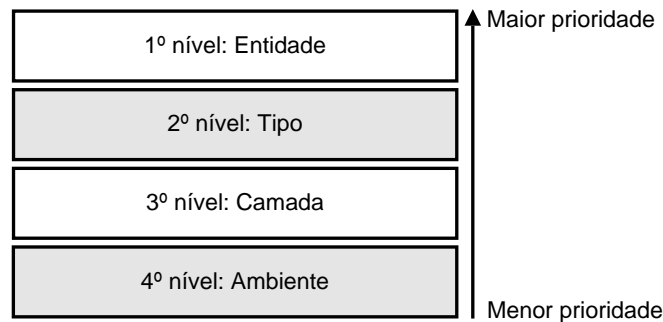 Maior prioridade
1º nível: Entidade
2º nível: Tipo
3º nível: Camada
4º nível: Ambiente
Menor prioridade